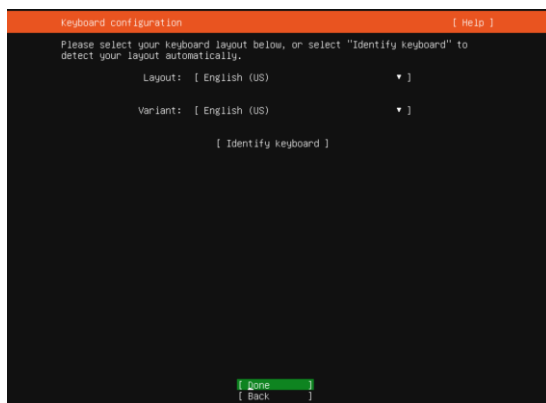 Keyboard configuration [ Help ]
Please select your keyboard layout below, or select "Identify keyboard" to
detect your layout automatically.
Layout: [ English (US) ▾ ]
Variant: [ English (US) ▾ ]
[ Identify keyboard ]
[ Done ]
[ Back ]